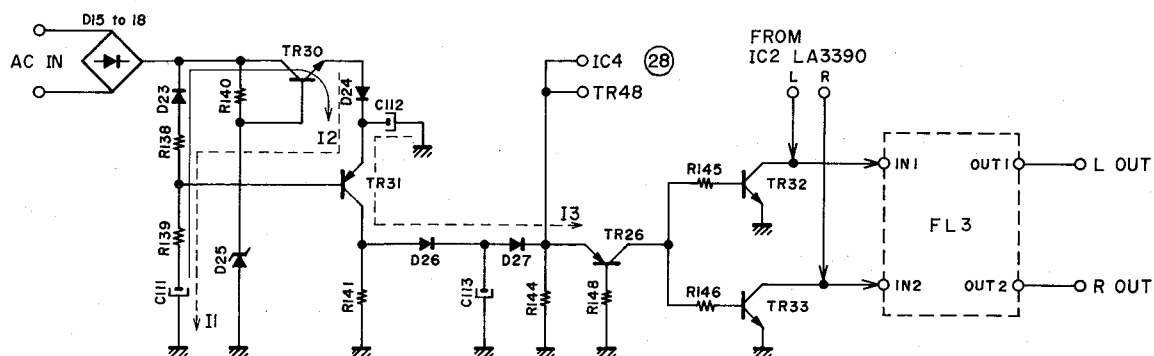 D15 to 18
AC IN
TR30
D23
R140
D24
C112
I2
R138
TR31
R139
D25
C111
I1
I3
D26
D27
R141
C113
R144
R148
TR26
IC4 28
TR48
FROM
IC2 LA3390
L R
R145
TR32
R146
TR33
IN1 OUT1 L OUT
FL3
IN2 OUT2 R OUT